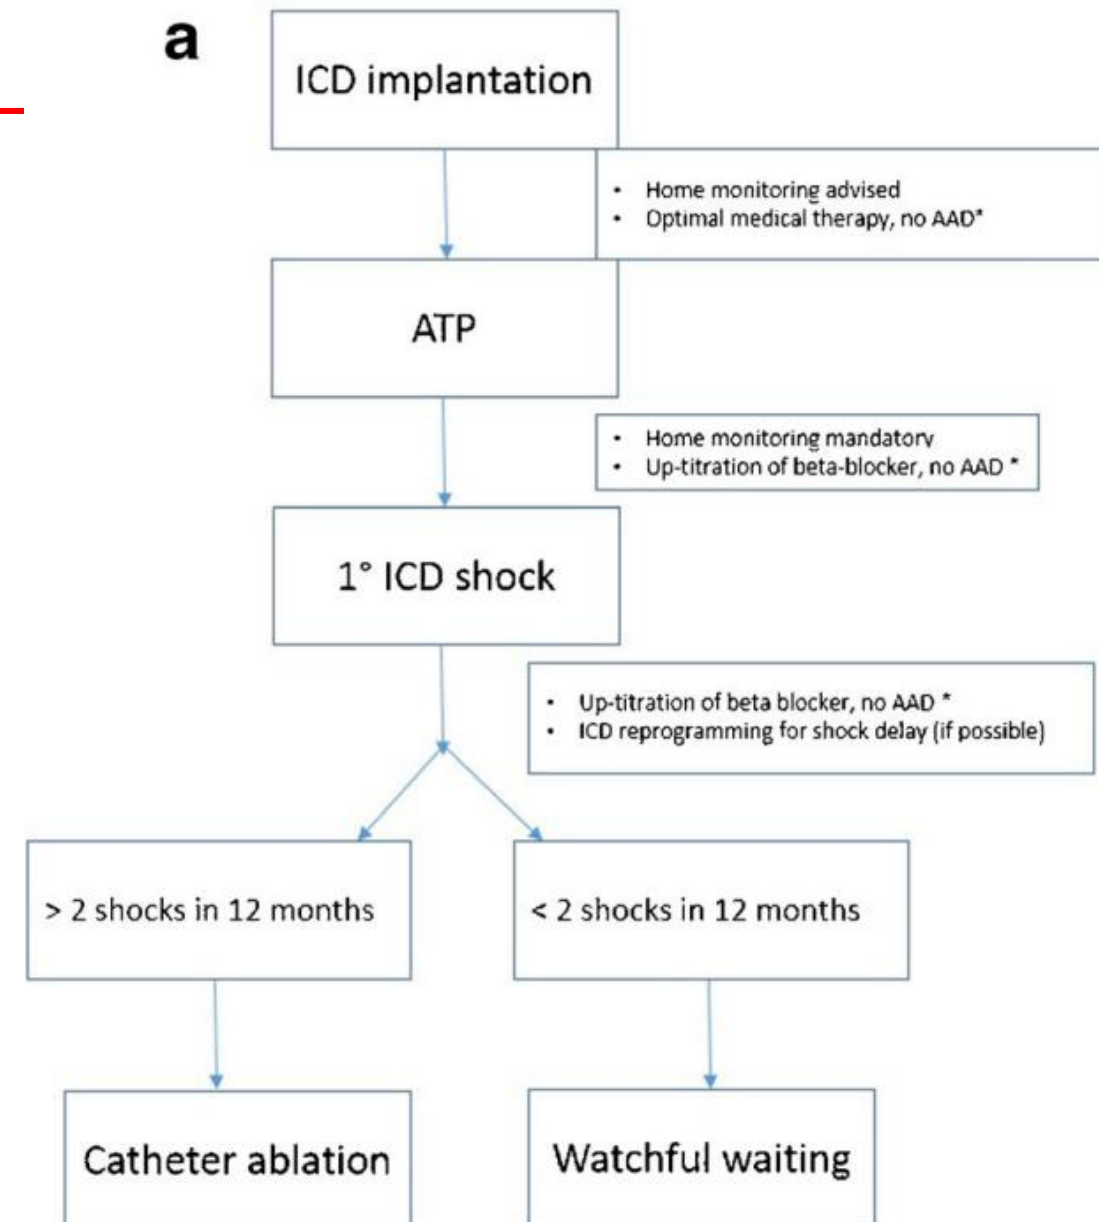 a
ICD implantation
• Home monitoring advised
• Optimal medical therapy, no AAD*
ATP
• Home monitoring mandatory
• Up-titration of beta-blocker, no AAD *
1° ICD shock
• Up-titration of beta blocker, no AAD *
• ICD reprogramming for shock delay (if possible)
> 2 shocks in 12 months
< 2 shocks in 12 months
Catheter ablation
Watchful waiting